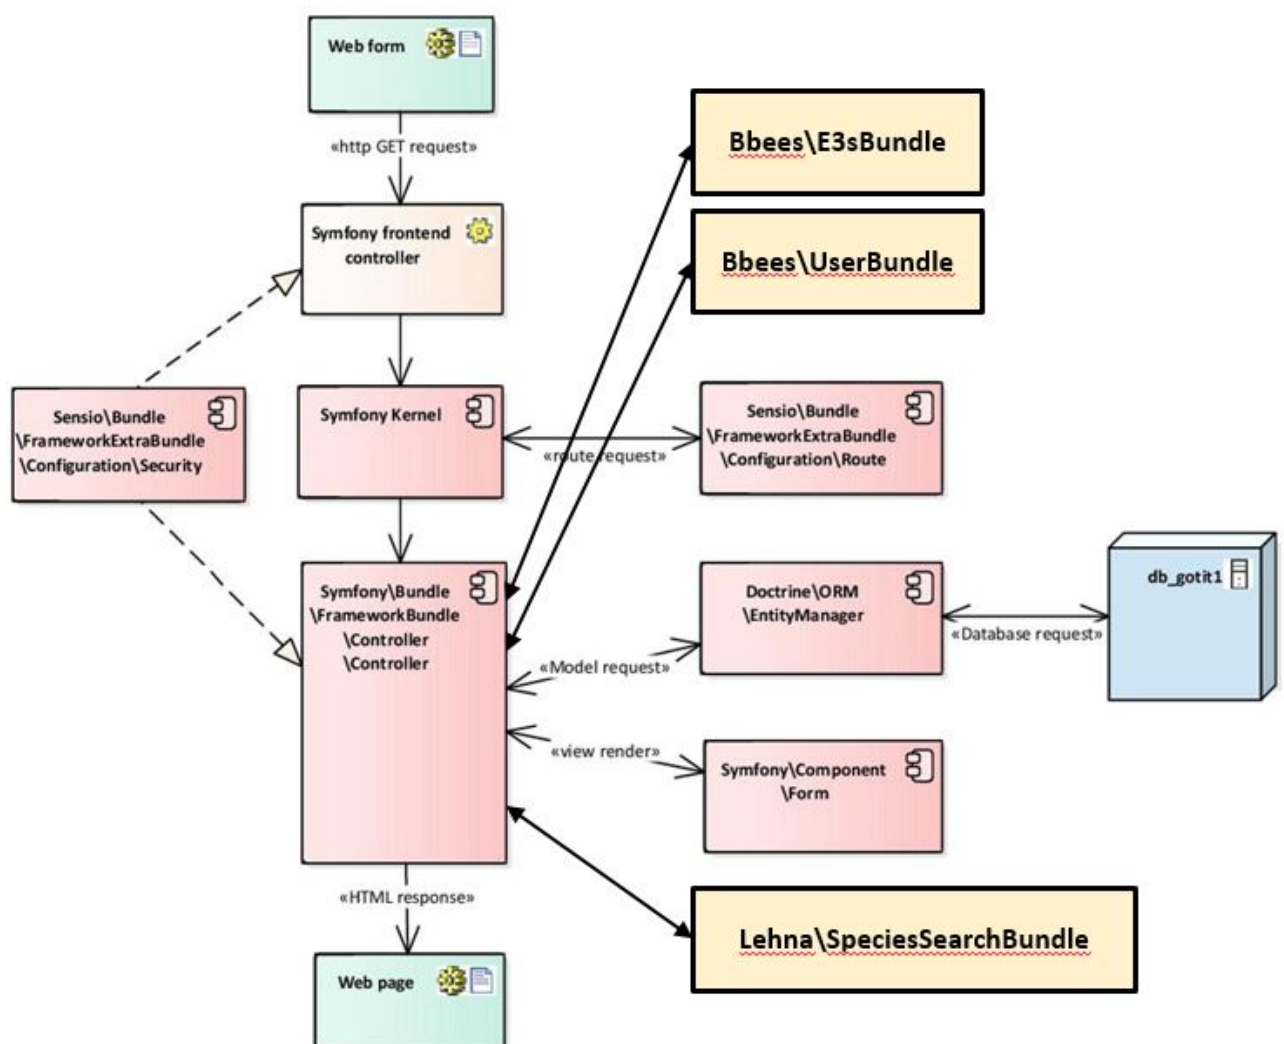 Web form
«http GET request»
Bbees\E3sBundle
Symfony frontend
controller
Bbees\UserBundle
Sensio\Bundle
\FrameworkExtraBundle
\Configuration\Security
Symfony Kernel
«route request»
Sensio\Bundle
\FrameworkExtraBundle
\Configuration\Route
Symfony\Bundle
\FrameworkBundle
\Controller
\Controller
Doctrine\ORM
\EntityManager
«Database request»
db_gotit1
«Model request»
«view render»
Symfony\Component
\Form
«HTML response»
Lehna\SpeciesSearchBundle
Web page